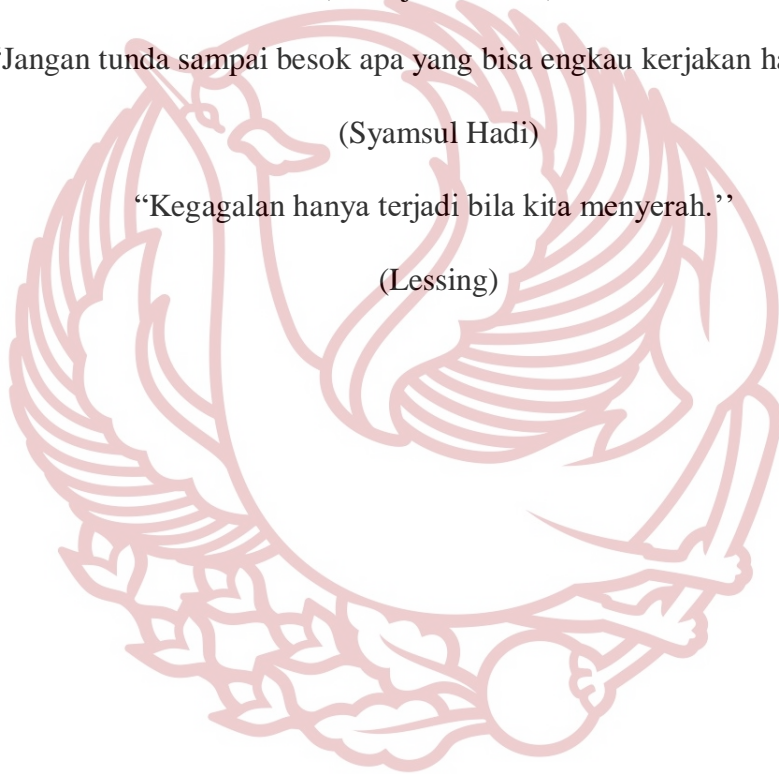 “Jangan tunda sampai besok apa yang bisa engkau kerjakan
(Syamsul Hadi)
“Kegagalan hanya terjadi bila kita menyerah.’’
(Lessing)